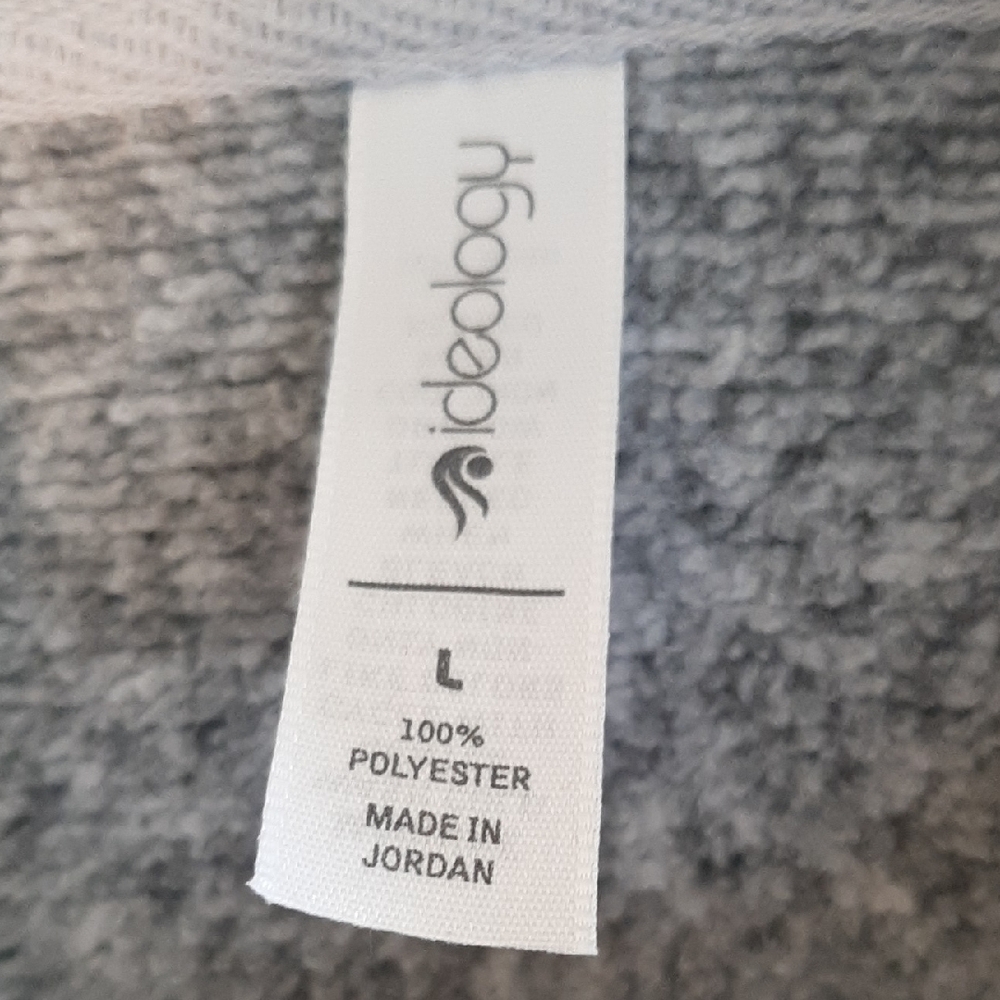 ideology
L
100%
POLYESTER
MADE IN
JORDAN